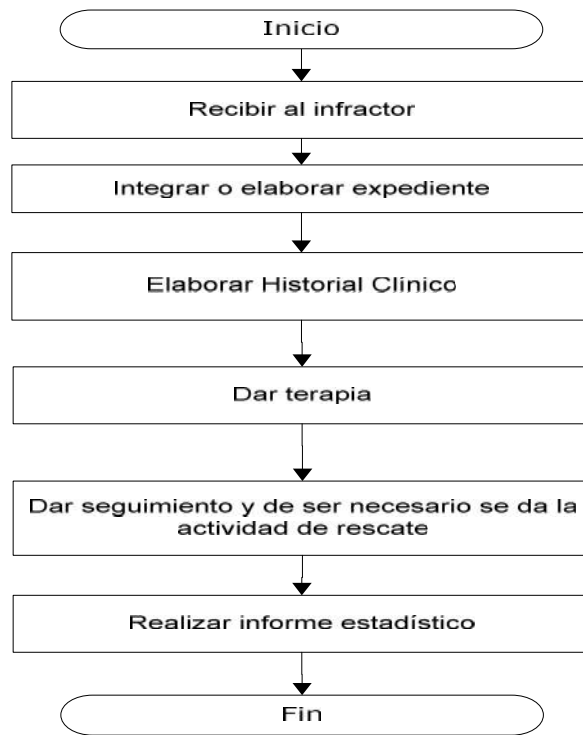 Inicio
Recibir al infractor
Integrar o elaborar expediente
Elaborar Historial Clínico
Dar terapia
Dar seguimiento y de ser necesario se da la
actividad de rescate
Realizar informe estadístico
Fin